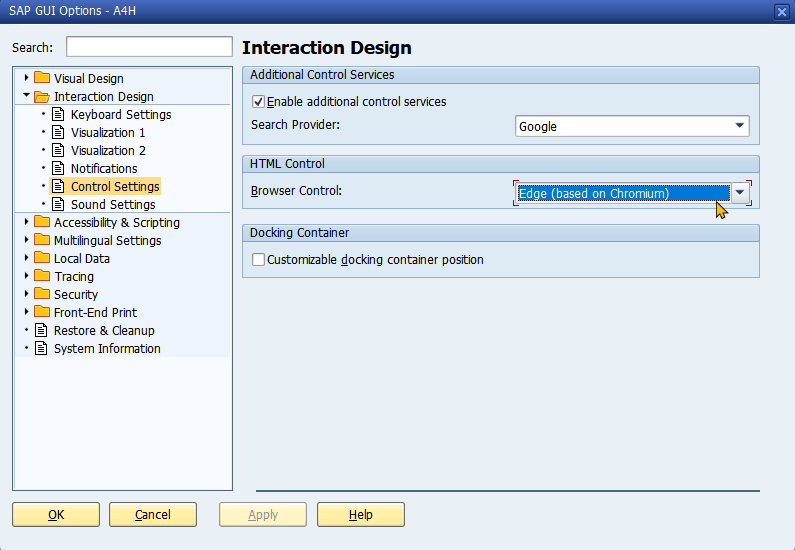 SAP GUI Options - A4H
Search:
Visual Design
Interaction Design
Keyboard Settings
Visualization 1
Visualization 2
Notifications
Control Settings
Sound Settings
Accessibility & Scripting
Multilingual Settings
Local Data
Tracing
Security
Front-End Print
Restore & Cleanup
System Information
Interaction Design
Additional Control Services
Enable additional control services
Search Provider: Google
HTML Control
Browser Control: Edge (based on Chromium)
Docking Container
Customizable docking container position
OK Cancel Apply Help